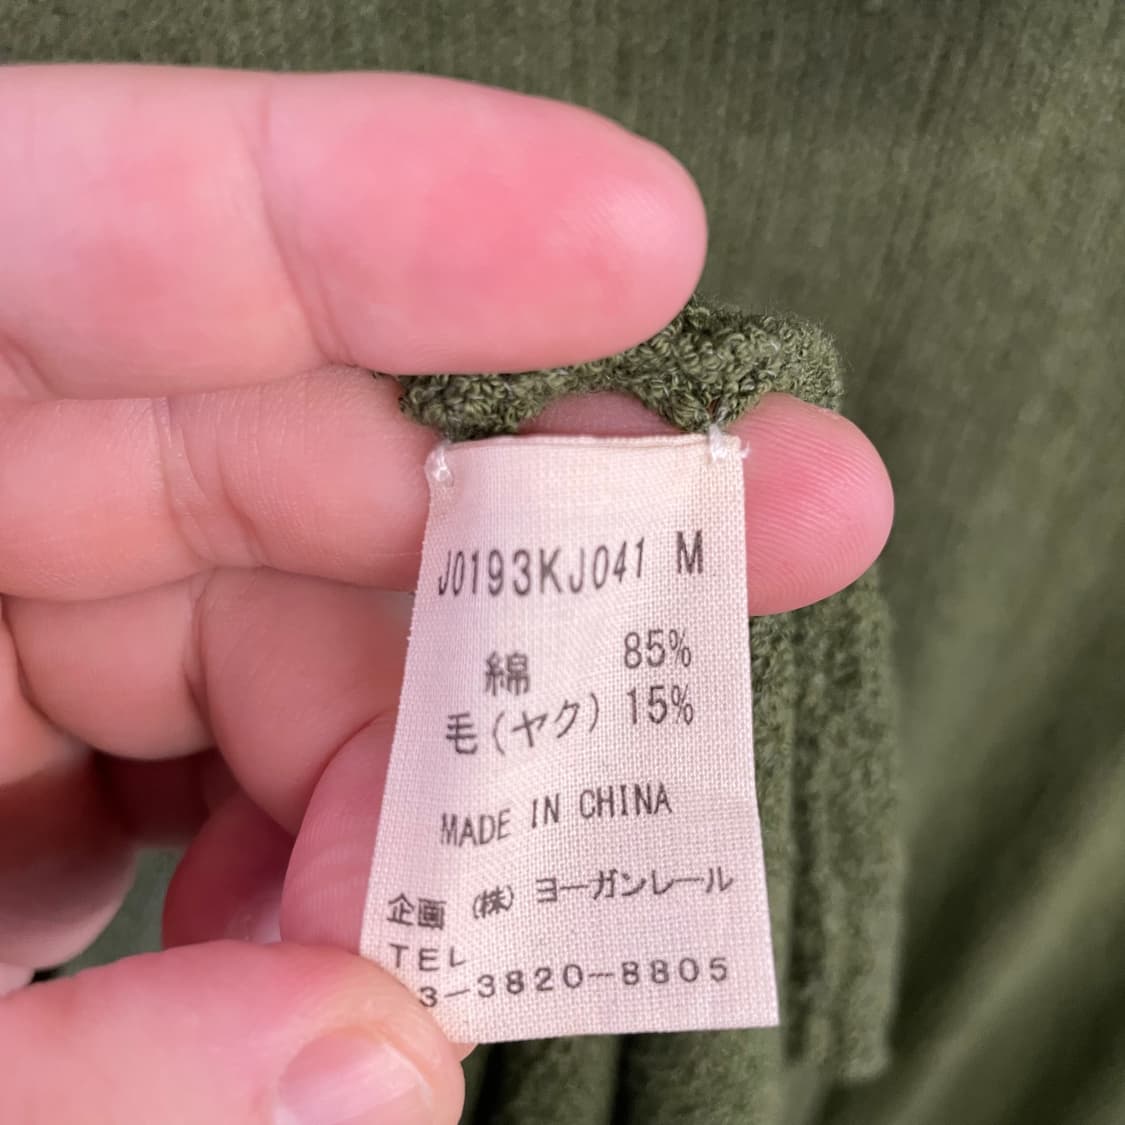 J0193KJ041 M
綿 85%
毛(ヤク) 15%
MADE IN CHINA
企画 (株) ヨーガンレール
TEL
3-3820-8805